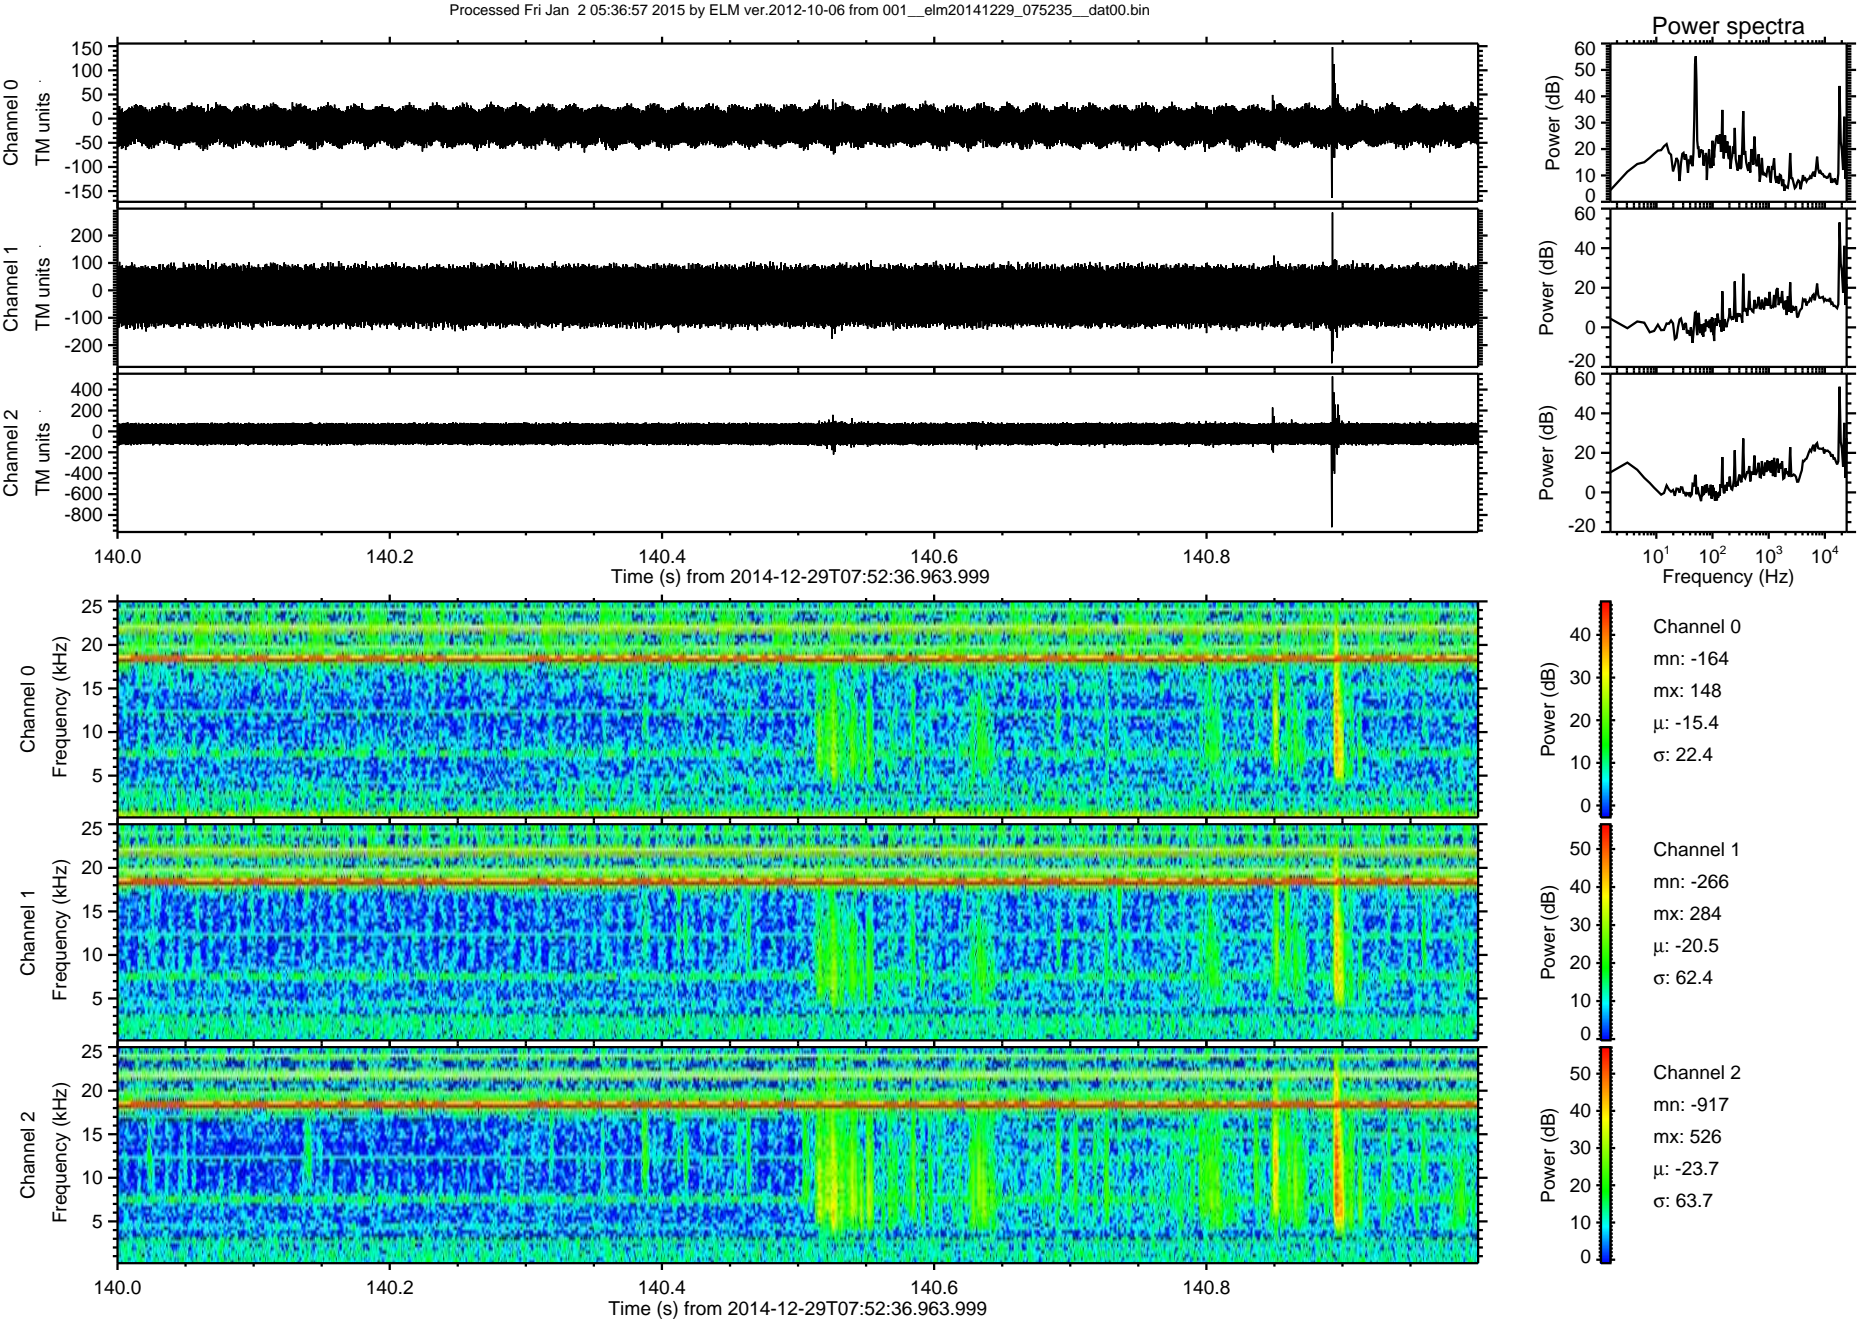 Processed Fri Jan  2 05:36:57 2015 by ELM ver.2012-10-06 from 001__elm20141229_075235__dat00.bin
Power spectra
Channel 0
TM units
150
100
50
0
-50
-100
-150
Power (dB)
60
50
40
30
20
10
0
Channel 1
TM units
200
100
0
-100
-200
Power (dB)
60
40
20
0
-20
Channel 2
TM units
400
200
0
-200
-400
-600
-800
Power (dB)
60
40
20
0
-20
140.0 140.2 140.4 140.6 140.8
Time (s) from 2014-12-29T07:52:36.963.999
10¹ 10² 10³ 10⁴
Frequency (Hz)
Channel 0
Frequency (kHz)
25
20
15
10
5
Power (dB)
40
30
20
10
0
Channel 0
mn: -164
mx: 148
μ: -15.4
σ: 22.4
Channel 1
Frequency (kHz)
25
20
15
10
5
Power (dB)
50
40
30
20
10
0
Channel 1
mn: -266
mx: 284
μ: -20.5
σ: 62.4
Channel 2
Frequency (kHz)
25
20
15
10
5
Power (dB)
50
40
30
20
10
0
Channel 2
mn: -917
mx: 526
μ: -23.7
σ: 63.7
140.0 140.2 140.4 140.6 140.8
Time (s) from 2014-12-29T07:52:36.963.999